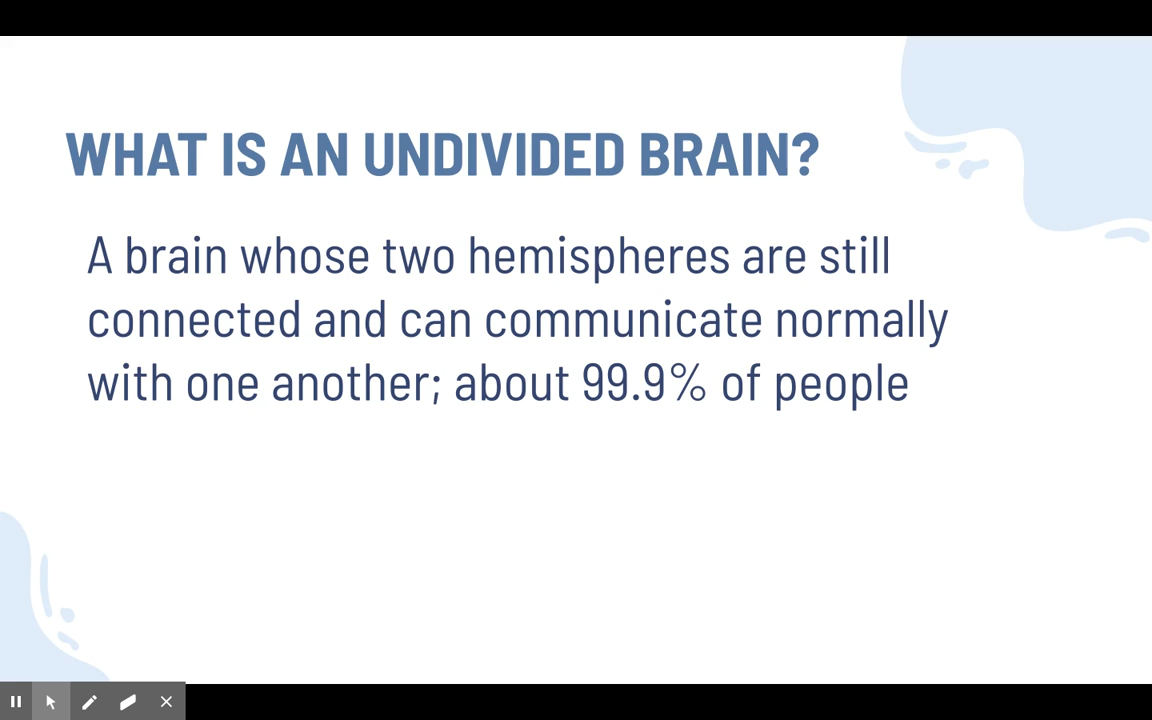 WHAT IS AN UNDIVIDED BRAIN?
A brain whose two hemispheres are still
connected and can communicate normally
with one another; about 99.9% of people